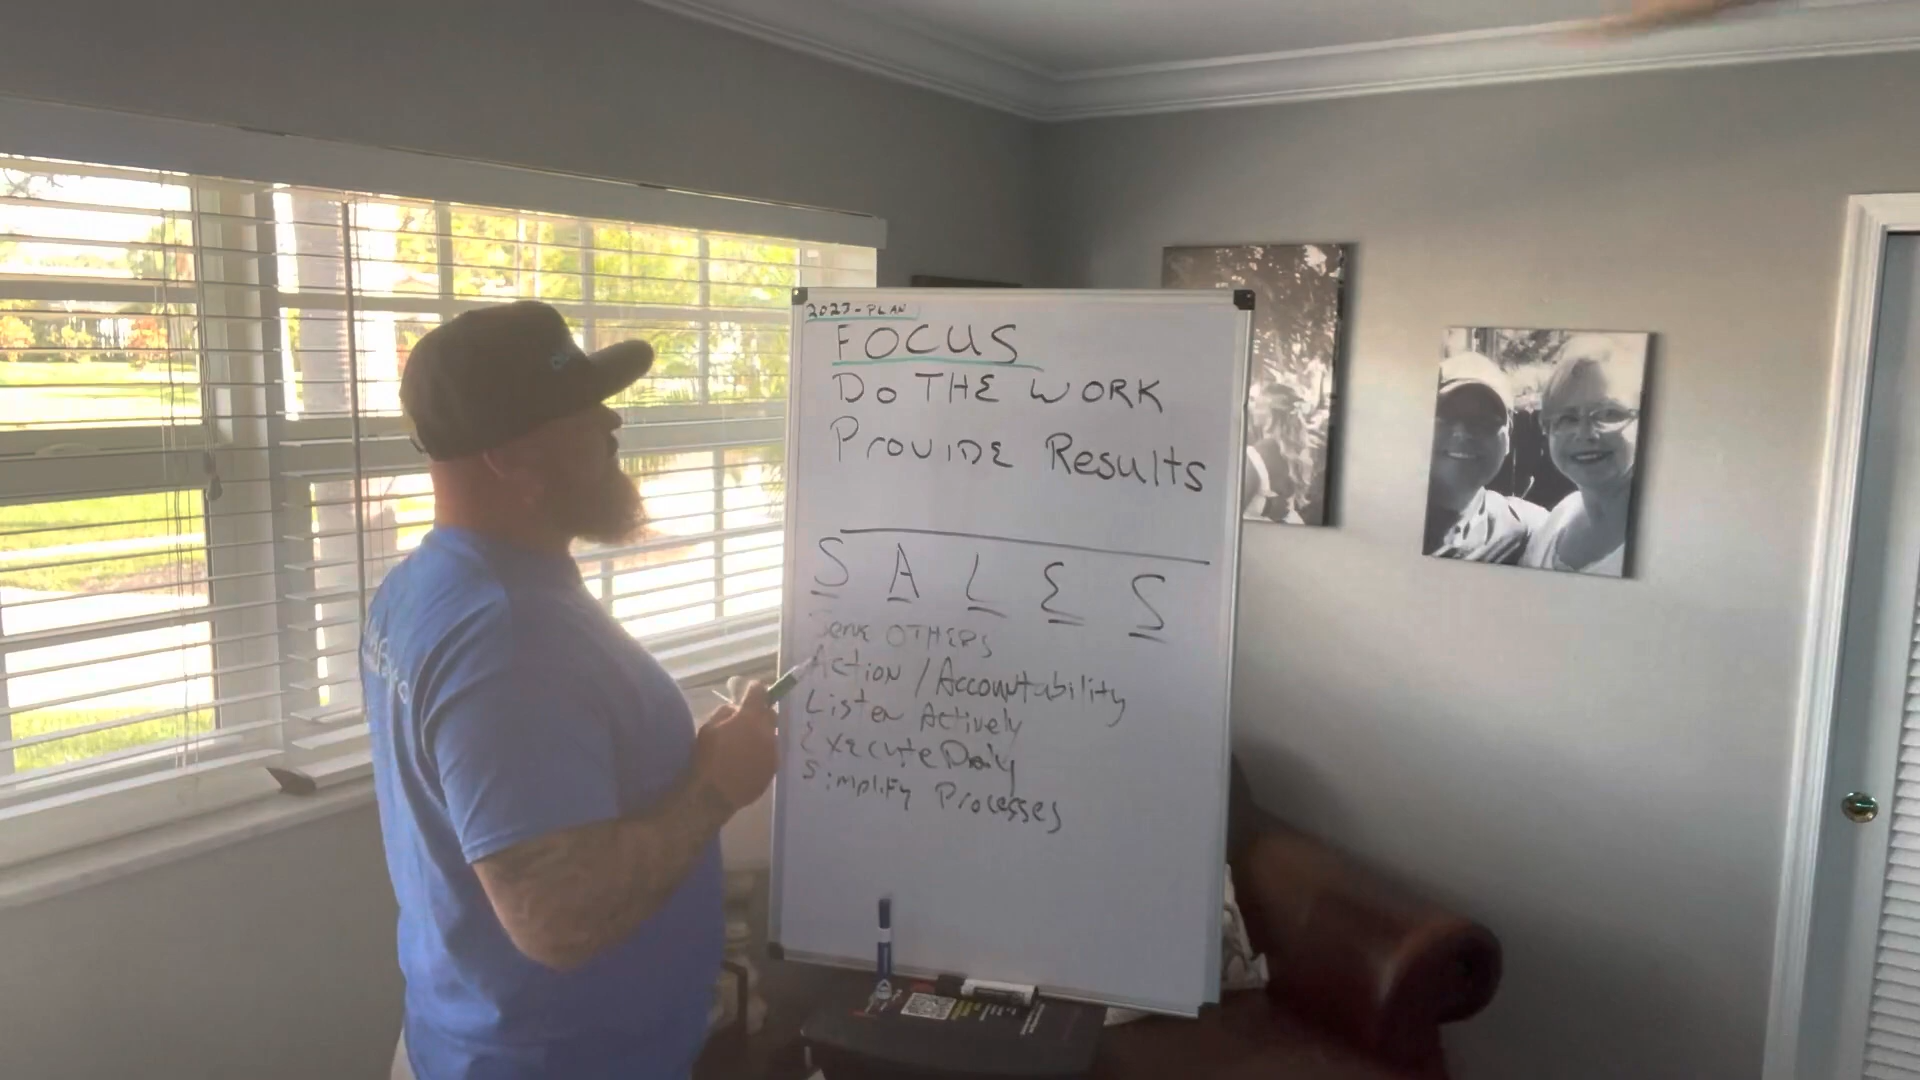 2023-PLAN
FOCUS
DO THE WORK
PROVIDE Results
S A L E S
Serve OTHERS
Action / Accountability
Listen Actively
Execute Daily
Simplify Processes